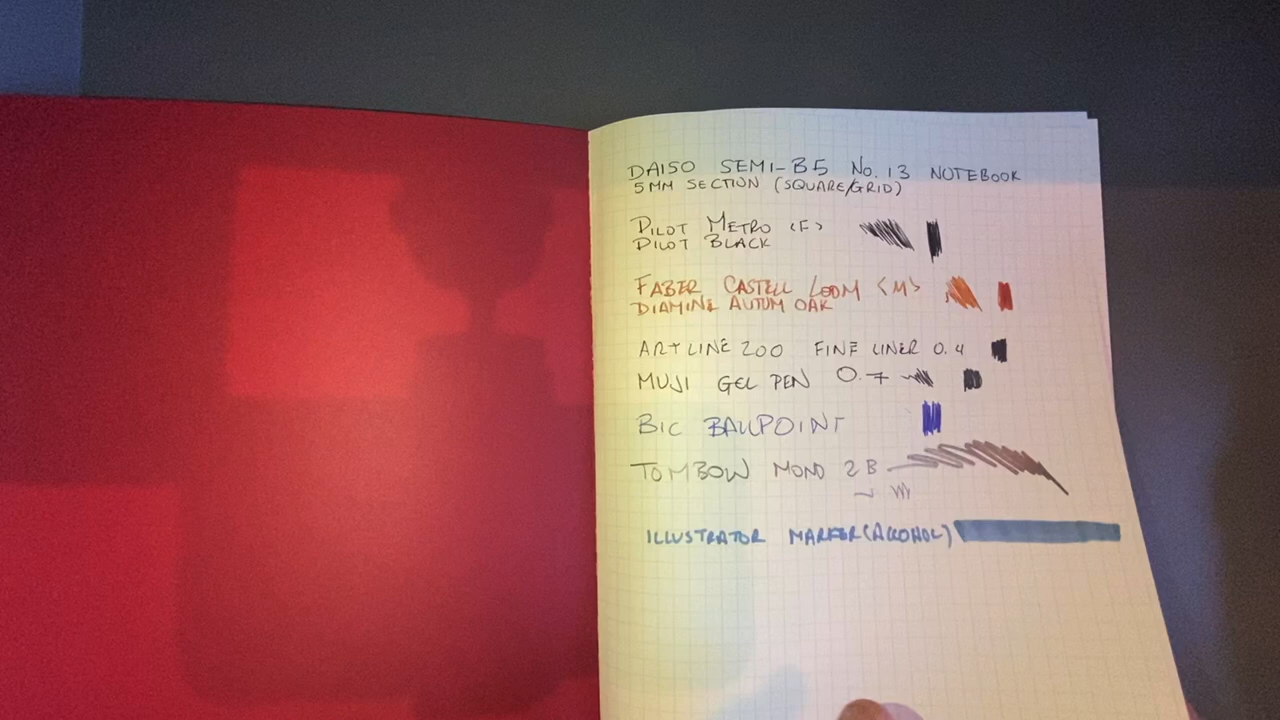 DAISO SEMI-B5 No. 13 NOTEBOOK
5MM SECTION (SQUARE/GRID)
PILOT METRO <F>
PILOT BLACK
FABER CASTELL LOOM <M>
DIAMINE AUTUM OAK
ARTLINE 200 FINE LINER 0.4
MUJI GEL PEN 0.7
BIC BALLPOINT
TOMBOW MONO 2B
ILLUSTRATOR MARKER (ALCOHOL)